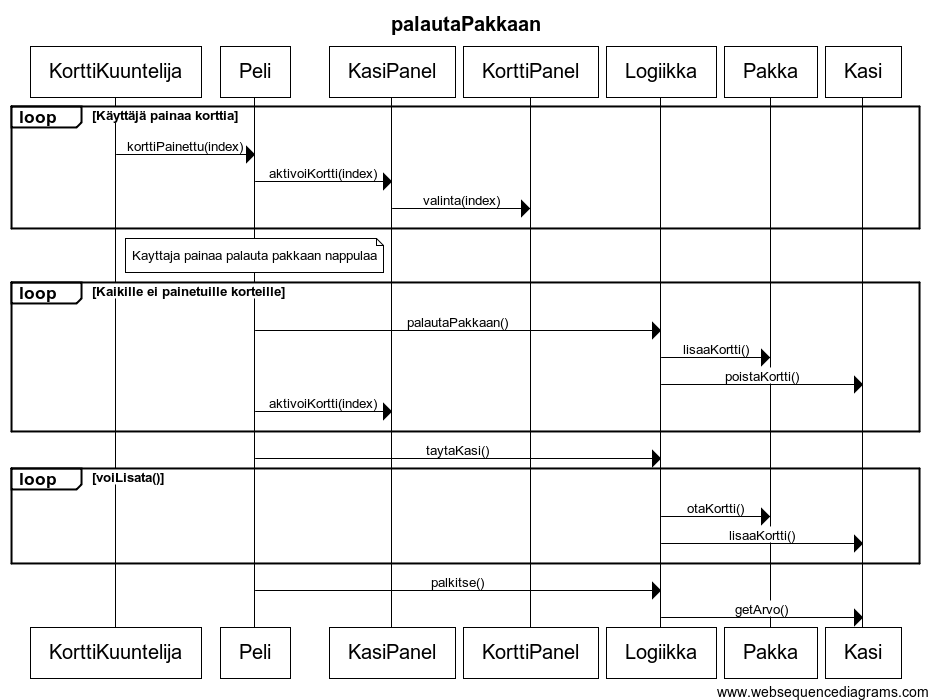 palautaPakkaan
KorttiKuuntelija Peli KasiPanel KorttiPanel Logiikka Pakka Kasi
loop [Käyttäjä painaa korttia]
korttiPainettu(index)
aktivoiKortti(index)
valinta(index)
Kayttaja painaa palauta pakkaan nappulaa
loop [Kaikille ei painetuille korteille]
palautaPakkaan()
lisaaKortti()
poistaKortti()
aktivoiKortti(index)
taytaKasi()
loop [voiLisata()]
otaKortti()
lisaaKortti()
palkitse()
getArvo()
KorttiKuuntelija Peli KasiPanel KorttiPanel Logiikka Pakka Kasi
www.websequencediagrams.com